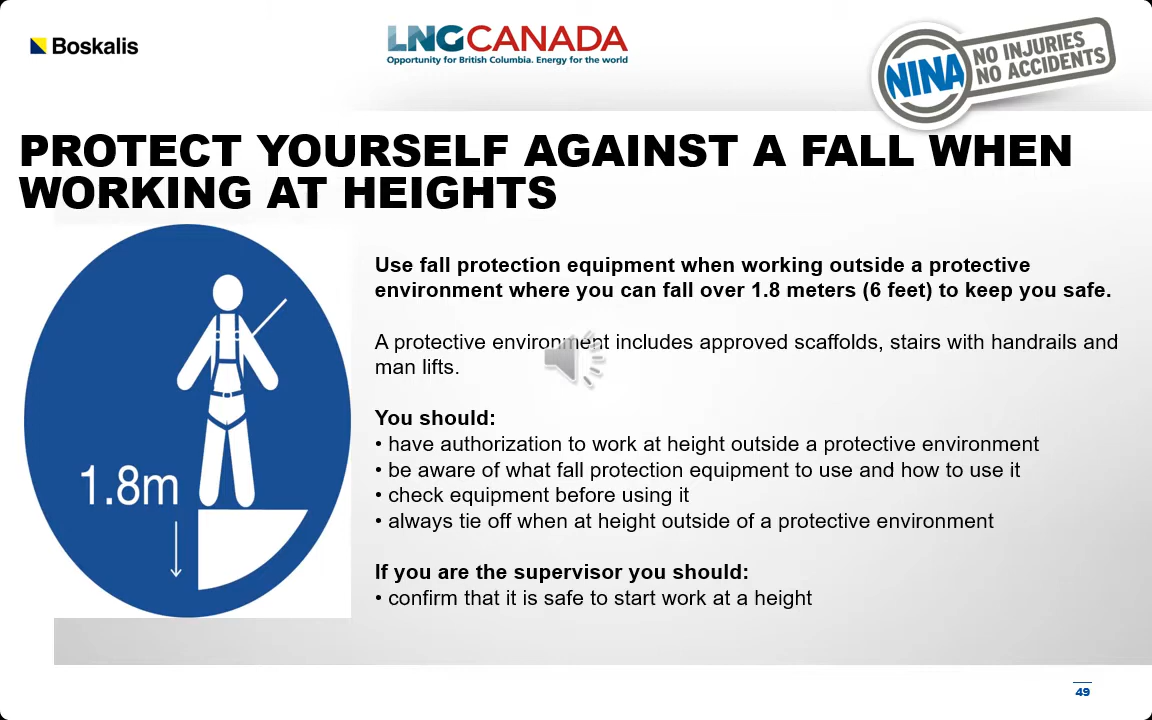 Boskalis
LNGCANADA
Opportunity for British Columbia. Energy for the world
NINA
NO INJURIES
NO ACCIDENTS
PROTECT YOURSELF AGAINST A FALL WHEN
WORKING AT HEIGHTS
Use fall protection equipment when working outside a protective
environment where you can fall over 1.8 meters (6 feet) to keep you safe.
A protective environment includes approved scaffolds, stairs with handrails and
man lifts.
You should:
• have authorization to work at height outside a protective environment
• be aware of what fall protection equipment to use and how to use it
• check equipment before using it
• always tie off when at height outside of a protective environment
If you are the supervisor you should:
• confirm that it is safe to start work at a height
1.8m
49